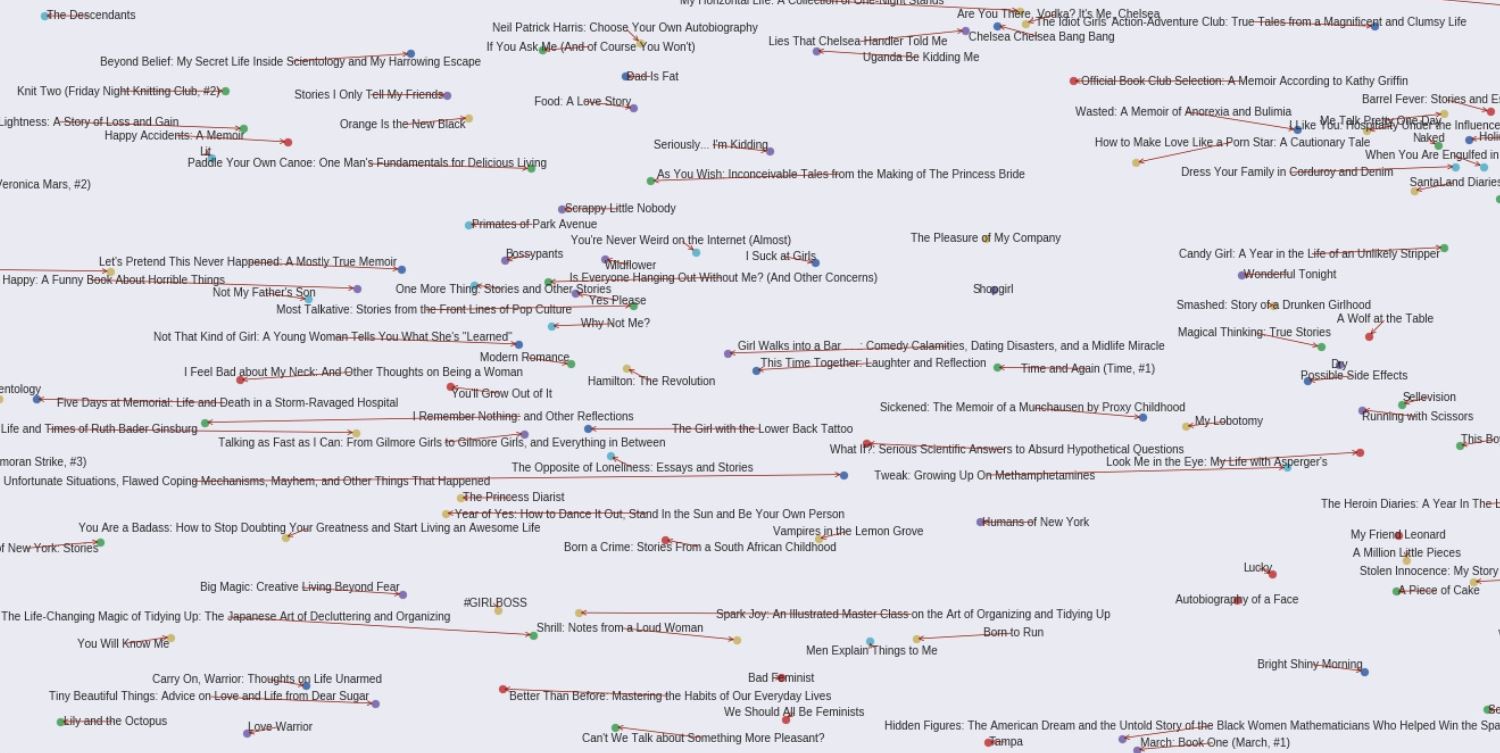 My Horizontal Life: A Collection of One-Night Stands
The Descendants
Are You There, Vodka? It's Me, Chelsea
The Idiot Girls' Action-Adventure Club: True Tales from a Magnificent and Clumsy Life
Neil Patrick Harris: Choose Your Own Autobiography
Chelsea Chelsea Bang Bang
Lies That Chelsea Handler Told Me
If You Ask Me (And of Course You Won't)
Uganda Be Kidding Me
Beyond Belief: My Secret Life Inside Scientology and My Harrowing Escape
Dad Is Fat
Official Book Club Selection: A Memoir According to Kathy Griffin
Knit Two (Friday Night Knitting Club, #2)
Stories I Only Tell My Friends
Food: A Love Story
Barrel Fever: Stories and Es
Wasted: A Memoir of Anorexia and Bulimia
Me Talk Pretty One Day
Lightness: A Story of Loss and Gain
Orange Is the New Black
I Like You: Hospitality Under the Influence
Happy Accidents: A Memoir
Naked
Holi
Seriously... I'm Kidding
How to Make Love Like a Porn Star: A Cautionary Tale
Lit
When You Are Engulfed in
Paddle Your Own Canoe: One Man's Fundamentals for Delicious Living
As You Wish: Inconceivable Tales from the Making of The Princess Bride
Dress Your Family in Corduroy and Denim
Veronica Mars, #2)
SantaLand Diaries
Scrappy Little Nobody
Primates of Park Avenue
You're Never Weird on the Internet (Almost)
The Pleasure of My Company
Bossypants
I Suck at Girls
Candy Girl: A Year in the Life of an Unlikely Stripper
Let's Pretend This Never Happened: A Mostly True Memoir
Wildflower
Wonderful Tonight
Happy: A Funny Book About Horrible Things
Is Everyone Hanging Out Without Me? (And Other Concerns)
Not My Father's Son
One More Thing: Stories and Other Stories
Shopgirl
Yes Please
Smashed: Story of a Drunken Girlhood
Most Talkative: Stories from the Front Lines of Pop Culture
A Wolf at the Table
Why Not Me?
Magical Thinking: True Stories
Not That Kind of Girl: A Young Woman Tells You What She's "Learned"
Girl Walks into a Bar . . .: Comedy Calamities, Dating Disasters, and a Midlife Miracle
Modern Romance
This Time Together: Laughter and Reflection
Time and Again (Time, #1)
Dry
I Feel Bad about My Neck: And Other Thoughts on Being a Woman
Hamilton: The Revolution
Possible Side Effects
entology
You'll Grow Out of It
Sellevision
Five Days at Memorial: Life and Death in a Storm-Ravaged Hospital
Sickened: The Memoir of a Munchausen by Proxy Childhood
I Remember Nothing: and Other Reflections
Running with Scissors
My Lobotomy
Life and Times of Ruth Bader Ginsburg
The Girl with the Lower Back Tattoo
Talking as Fast as I Can: From Gilmore Girls to Gilmore Girls, and Everything in Between
This Boy
What If?: Serious Scientific Answers to Absurd Hypothetical Questions
moran Strike, #3)
The Opposite of Loneliness: Essays and Stories
Look Me in the Eye: My Life with Asperger's
Unfortunate Situations, Flawed Coping Mechanisms, Mayhem, and Other Things That Happened
Tweak: Growing Up On Methamphetamines
The Princess Diarist
The Heroin Diaries: A Year In The L
Year of Yes: How to Dance It Out, Stand In the Sun and Be Your Own Person
Humans of New York
You Are a Badass: How to Stop Doubting Your Greatness and Start Living an Awesome Life
Vampires in the Lemon Grove
My Friend Leonard
of New York: Stories
Born a Crime: Stories From a South African Childhood
A Million Little Pieces
Lucky
Stolen Innocence: My Story
Big Magic: Creative Living Beyond Fear
A Piece of Cake
#GIRLBOSS
Autobiography of a Face
The Life-Changing Magic of Tidying Up: The Japanese Art of Decluttering and Organizing
Spark Joy: An Illustrated Master Class on the Art of Organizing and Tidying Up
Shrill: Notes from a Loud Woman
Born to Run
You Will Know Me
Men Explain Things to Me
Bright Shiny Morning
Carry On, Warrior: Thoughts on Life Unarmed
Bad Feminist
Tiny Beautiful Things: Advice on Love and Life from Dear Sugar
Better Than Before: Mastering the Habits of Our Everyday Lives
We Should All Be Feminists
Lily and the Octopus
Love Warrior
Hidden Figures: The American Dream and the Untold Story of the Black Women Mathematicians Who Helped Win the Spa
Can't We Talk about Something More Pleasant?
Tampa
March: Book One (March, #1)